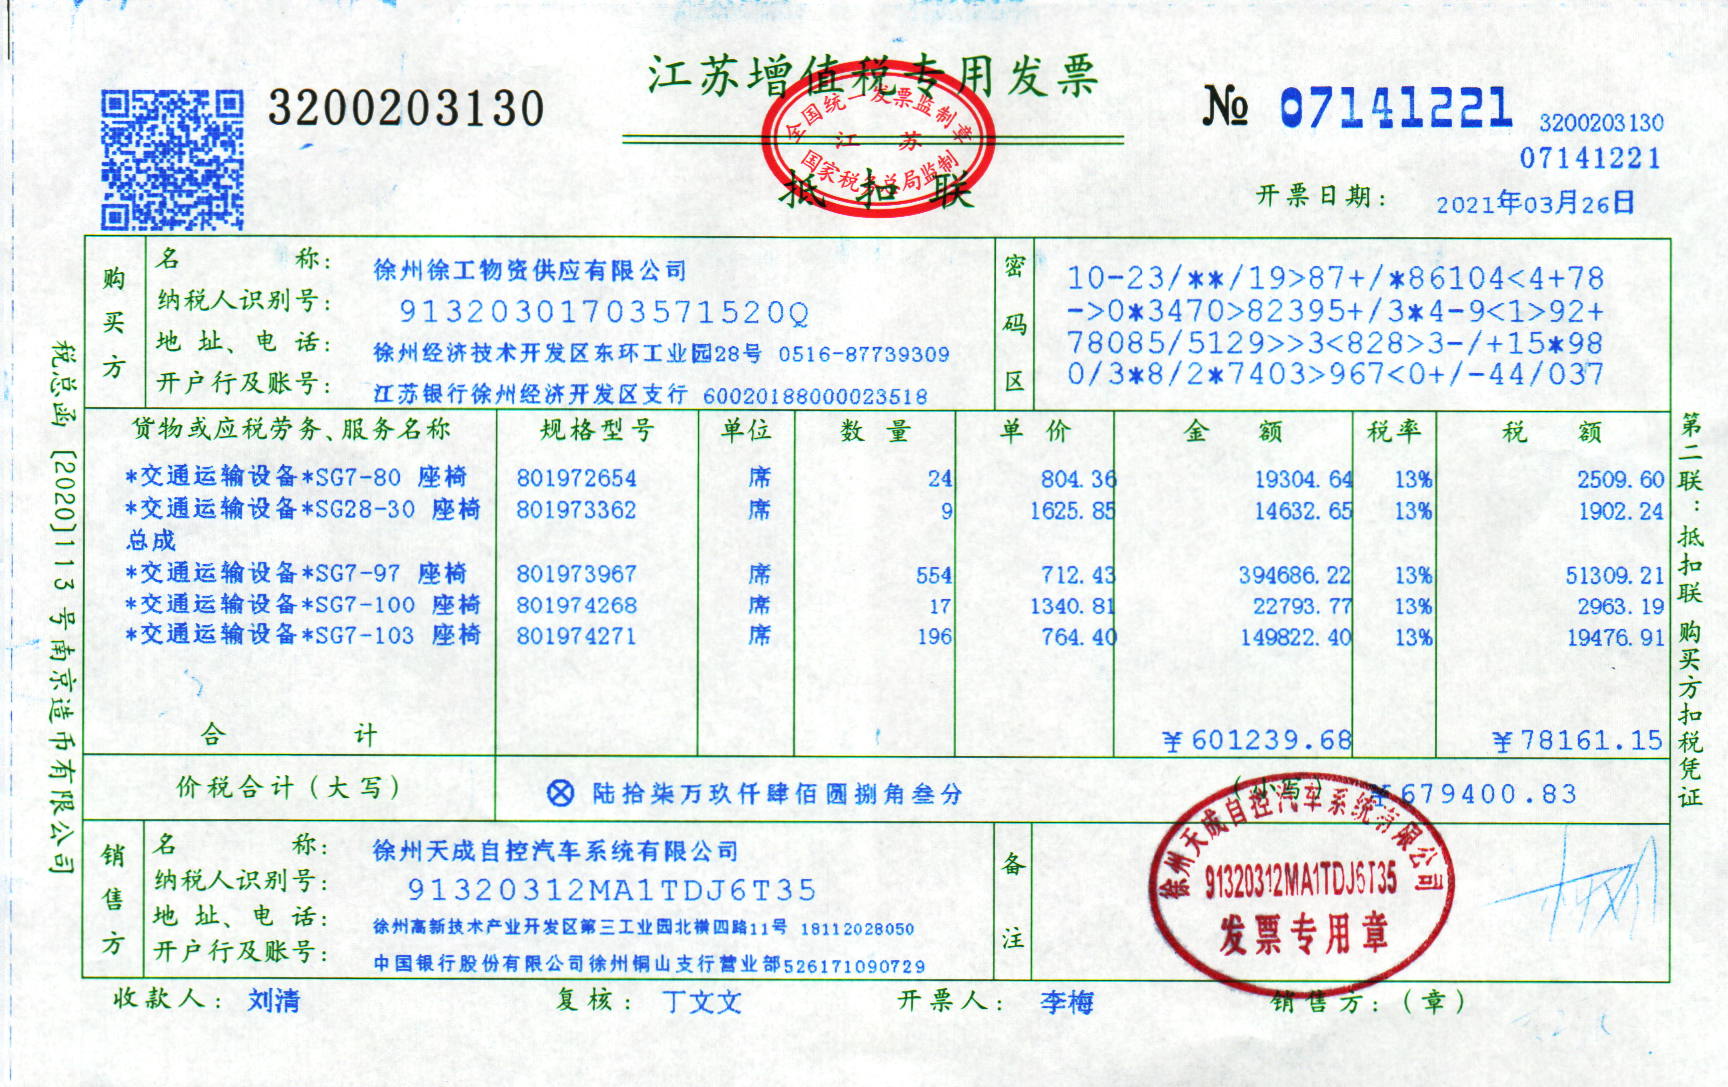 江苏增值税专用发票
3200203130
№ 07141221
3200203130
07141221
全国统一发票监制章
江 苏
国家税务总局监制
抵 扣 联
开票日期: 2021年03月26日
购买方
名 称: 徐州徐工物资供应有限公司
纳税人识别号: 91320301703571520Q
地 址、电 话: 徐州经济技术开发区东环工业园28号 0516-87739309
开户行及账号: 江苏银行徐州经济开发区支行 60020188000023518
密码区
10-23/**/19>87+/*86104<4+78
->0*3470>82395+/3*4-9<1>92+
78085/5129>>3<828>3-/+15*98
0/3*8/2*7403>967<0+/-44/037
货物或应税劳务、服务名称 规格型号 单位 数 量 单 价 金 额 税率 税 额
*交通运输设备*SG7-80 座椅 801972654 席 24 804.36 19304.64 13% 2509.60
*交通运输设备*SG28-30 座椅 801973362 席 9 1625.85 14632.65 13% 1902.24
总成
*交通运输设备*SG7-97 座椅 801973967 席 554 712.43 394686.22 13% 51309.21
*交通运输设备*SG7-100 座椅 801974268 席 17 1340.81 22793.77 13% 2963.19
*交通运输设备*SG7-103 座椅 801974271 席 196 764.40 149822.40 13% 19476.91
合 计 ¥601239.68 ¥78161.15
价税合计(大写) ⊗ 陆拾柒万玖仟肆佰圆捌角叁分 (小写) ¥679400.83
销售方
名 称: 徐州天成自控汽车系统有限公司
纳税人识别号: 91320312MA1TDJ6T35
地 址、电 话: 徐州高新技术产业开发区第三工业园北横四路11号 18112028050
开户行及账号: 中国银行股份有限公司徐州铜山支行营业部526171090729
备注
徐州天成自控汽车系统有限公司
91320312MA1TDJ6T35
发票专用章
收款人: 刘清 复核: 丁文文 开票人: 李梅 销售方:(章)
税总函〔2020〕113号南京造币有限公司
第二联:抵扣联 购买方扣税凭证